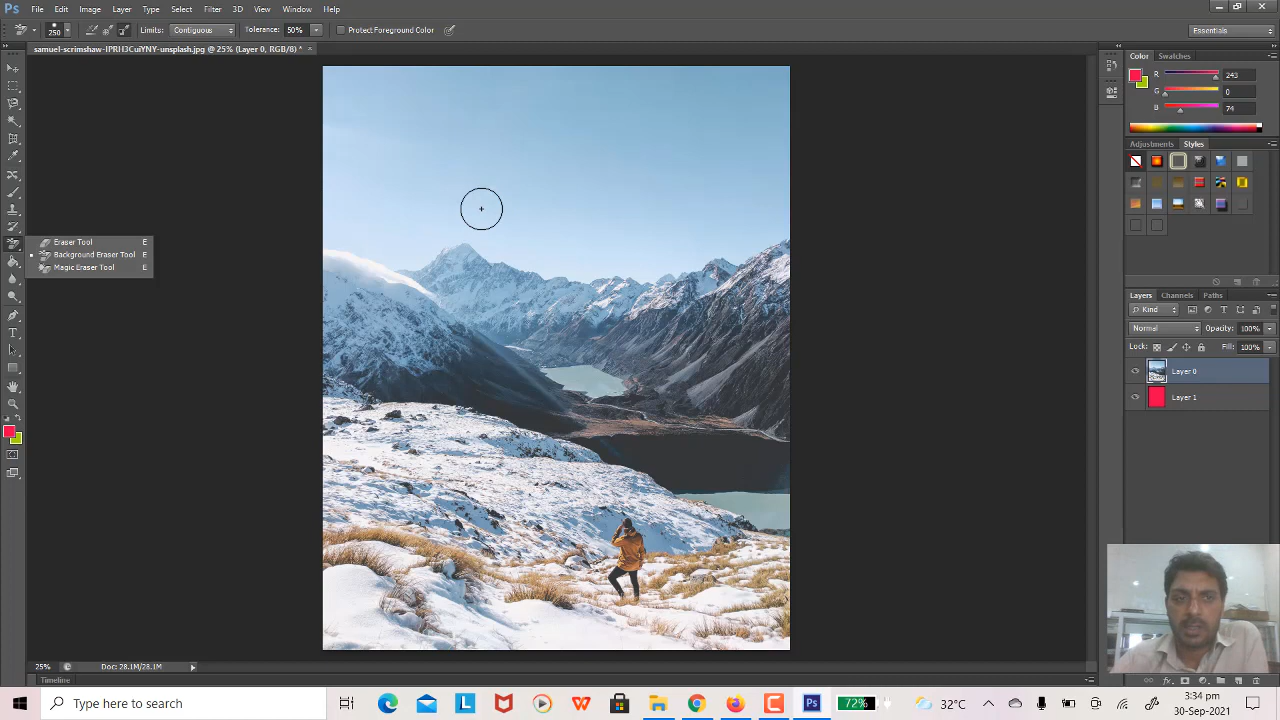 Ps File Edit Image Layer Type Select Filter 3D View Window Help
250 Limits: Contiguous Tolerance: 50% Protect Foreground Color Essentials
samuel-scrimshaw-lPRH3CuiYNY-unsplash.jpg @ 25% (Layer 0, RGB/8) * ×
Color Swatches
R 243
G 0
B 74
Adjustments Styles
Eraser Tool E
Background Eraser Tool E
Magic Eraser Tool E
Layers Channels Paths
Kind
Normal Opacity: 100%
Lock: Fill: 100%
Layer 0
Layer 1
25% Doc: 28.1M/28.1M
Timeline
Type here to search
L
W
C
Ps
72%
32°C
3:34 pm
30-Sep-2021